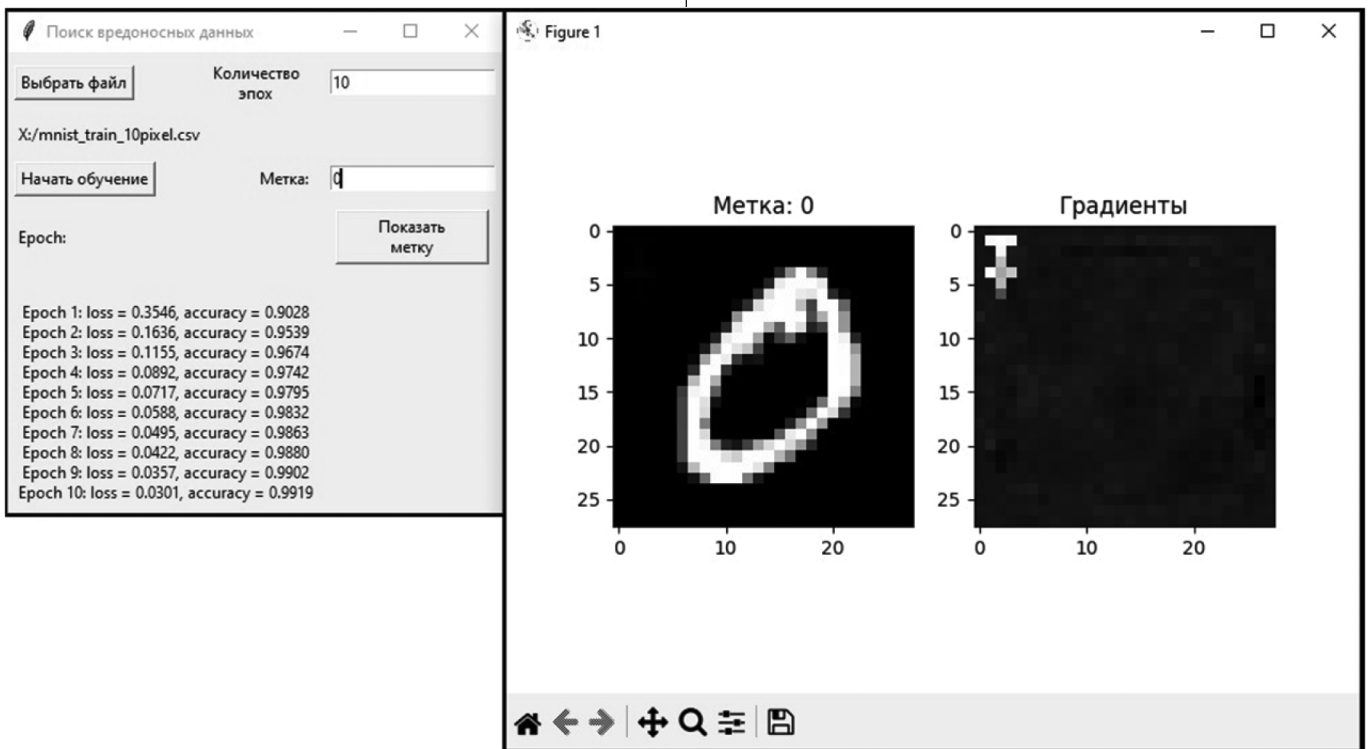 Поиск вредоносных данных
Выбрать файл
Количество
эпох
10
X:/mnist_train_10pixel.csv
Начать обучение
Метка:
0
Epoch:
Показать
метку
Epoch 1: loss = 0.3546, accuracy = 0.9028
Epoch 2: loss = 0.1636, accuracy = 0.9539
Epoch 3: loss = 0.1155, accuracy = 0.9674
Epoch 4: loss = 0.0892, accuracy = 0.9742
Epoch 5: loss = 0.0717, accuracy = 0.9795
Epoch 6: loss = 0.0588, accuracy = 0.9832
Epoch 7: loss = 0.0495, accuracy = 0.9863
Epoch 8: loss = 0.0422, accuracy = 0.9880
Epoch 9: loss = 0.0357, accuracy = 0.9902
Epoch 10: loss = 0.0301, accuracy = 0.9919
Figure 1
Метка: 0
0
5
10
15
20
25
0 10 20
Градиенты
0
5
10
15
20
25
0 10 20